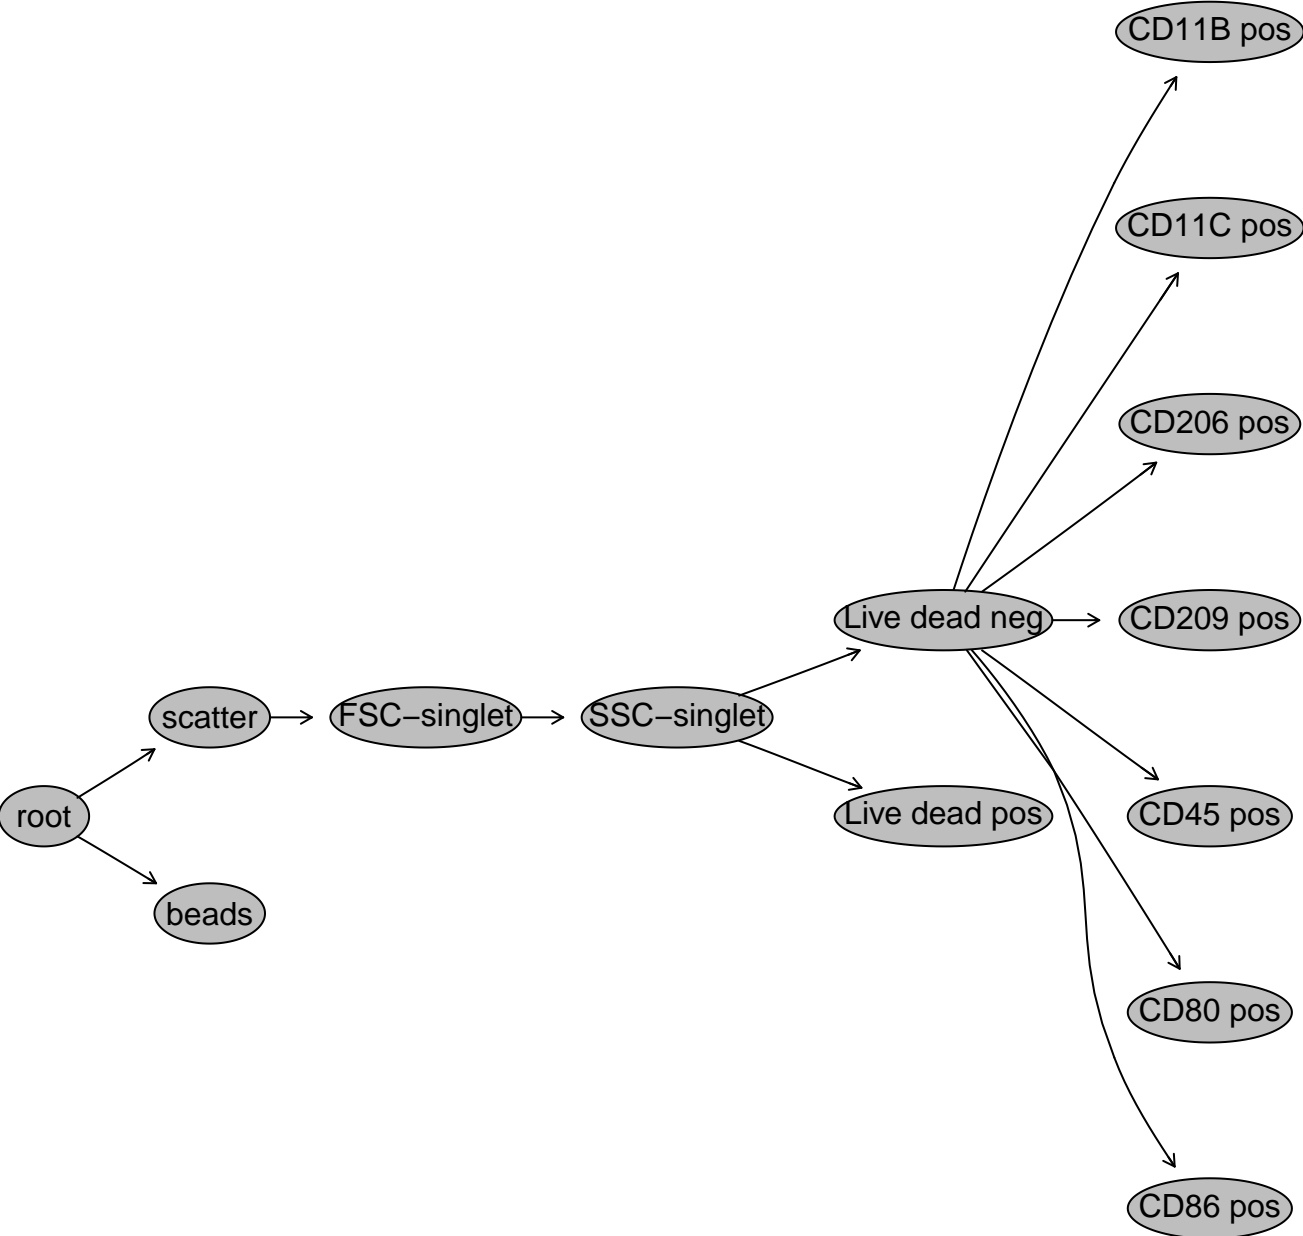 CD11B pos
CD11C pos
CD206 pos
Live dead neg
CD209 pos
scatter
FSC−singlet
SSC−singlet
root
Live dead pos
CD45 pos
beads
CD80 pos
CD86 pos